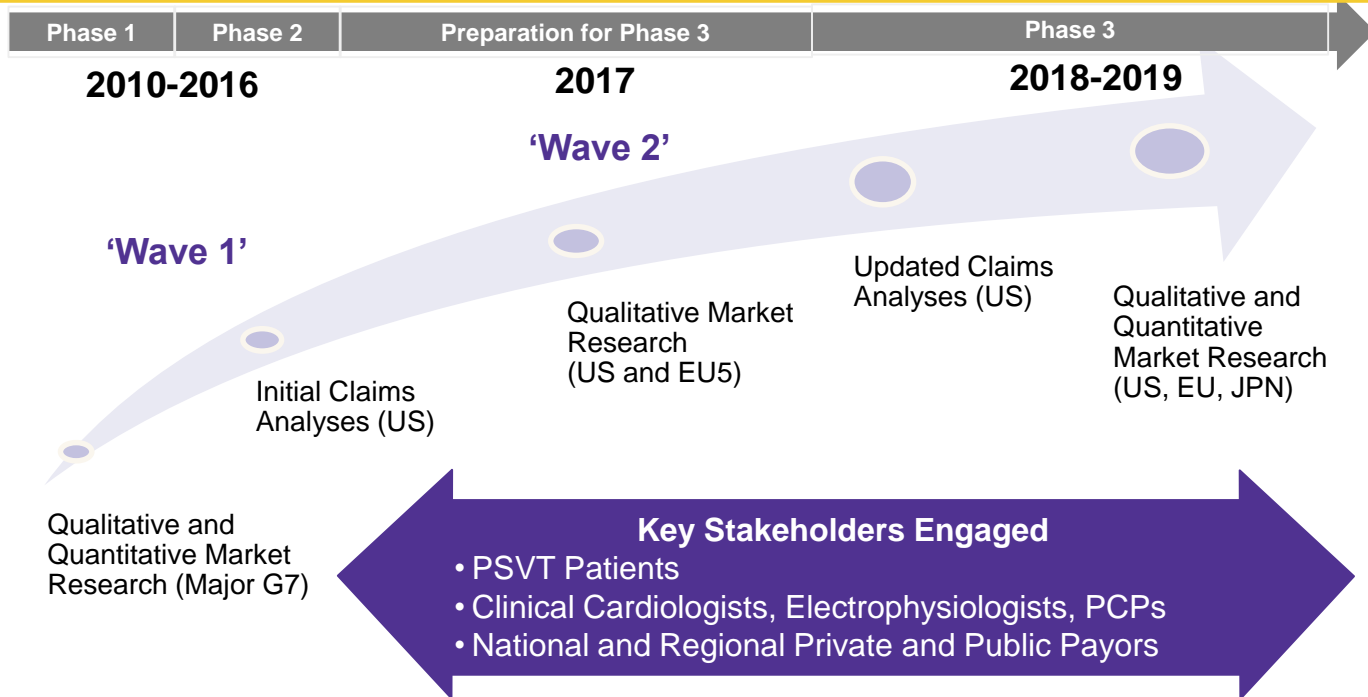 Phase 1
Phase 2
Preparation for Phase 3
Phase 3
2010-2016
2017
2018-2019
‘Wave 2’
‘Wave 1’
Updated Claims
Analyses (US)
Qualitative and
Quantitative
Market Research
(US, EU, JPN)
Qualitative Market
Research
(US and EU5)
Initial Claims
Analyses (US)
Qualitative and
Quantitative Market
Research (Major G7)
Key Stakeholders Engaged
• PSVT Patients
• Clinical Cardiologists, Electrophysiologists, PCPs
• National and Regional Private and Public Payors